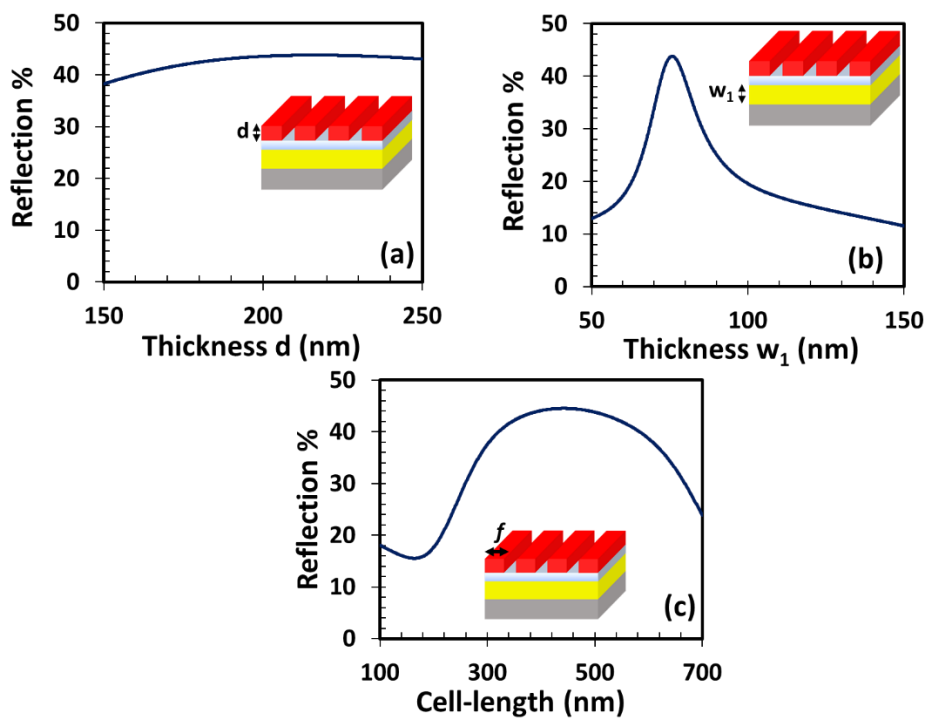 Reflection %
50
40
30
20
10
0
d
(a)
150
200
250
Thickness d (nm)
Reflection %
50
40
30
20
10
0
w₁
(b)
50
100
150
Thickness w₁ (nm)
Reflection %
50
40
30
20
10
0
f
(c)
100
300
500
700
Cell-length (nm)